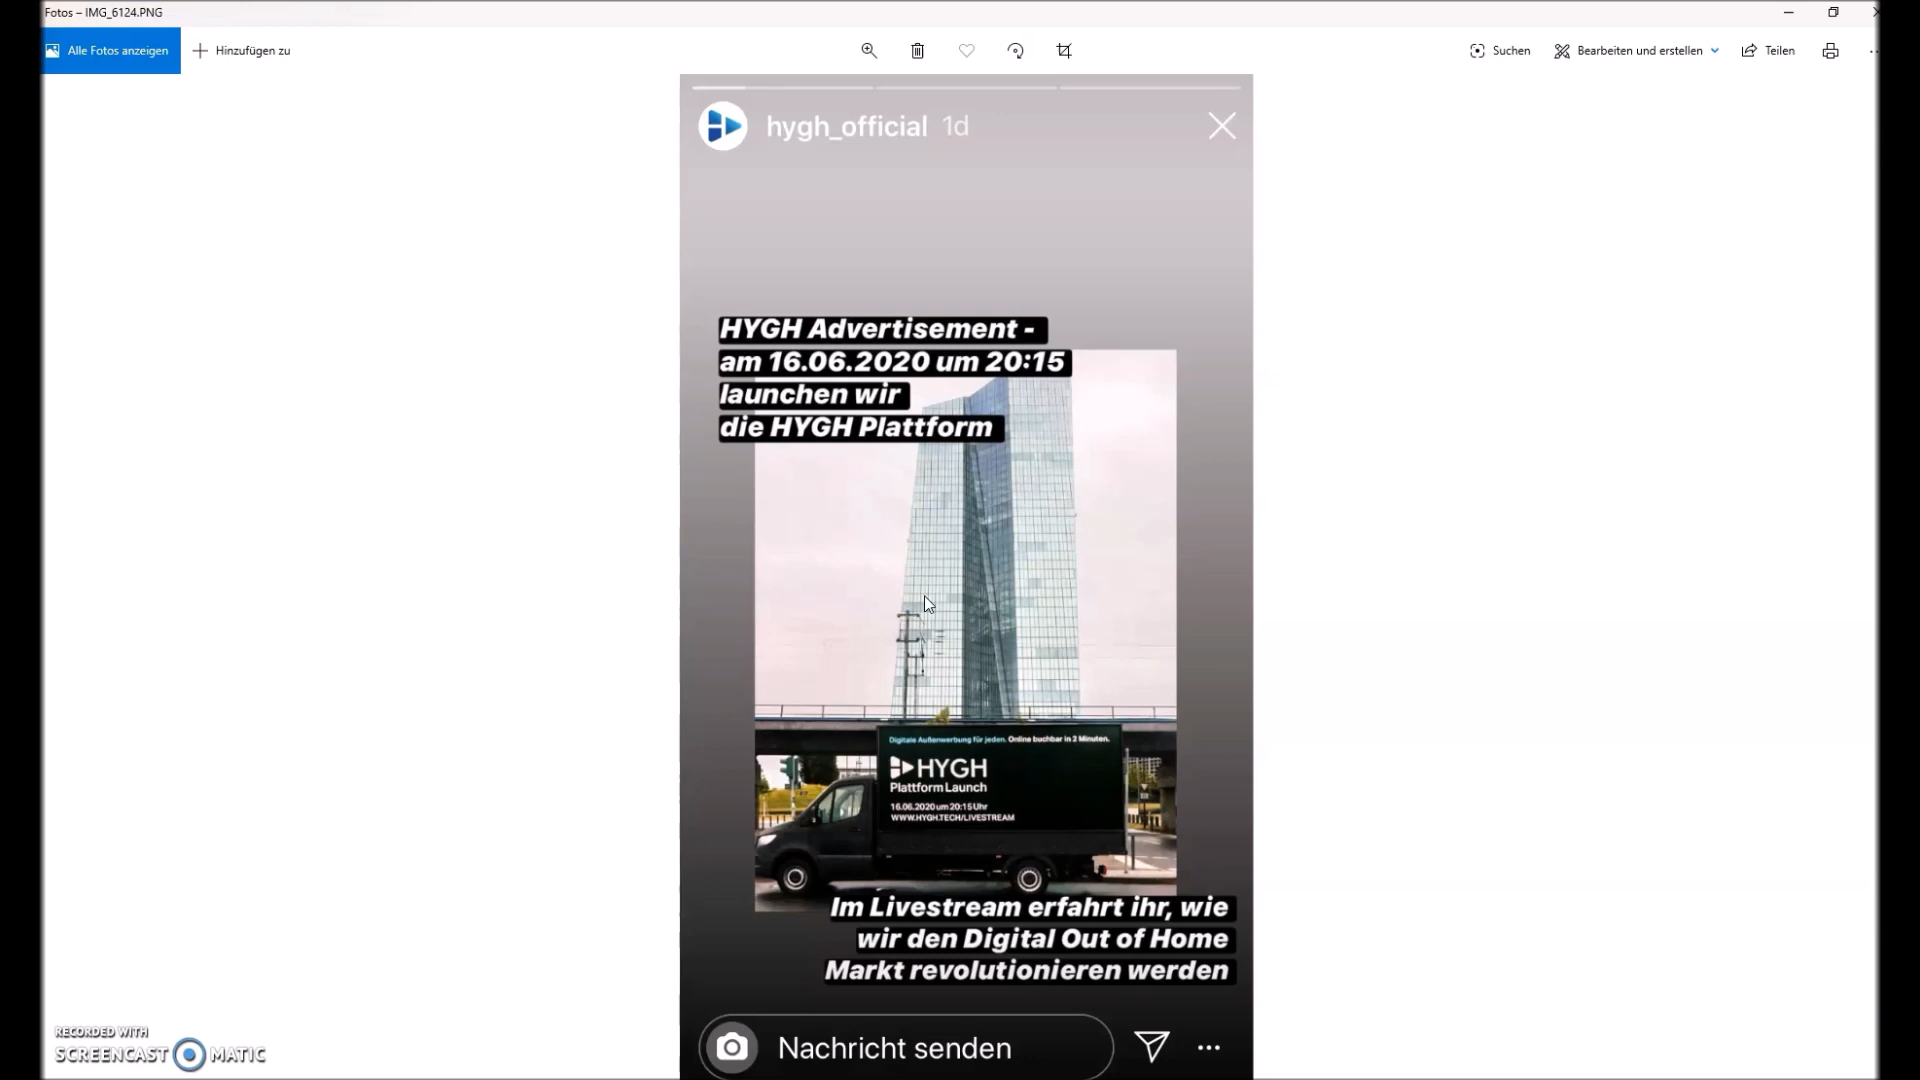 Fotos – IMG_6124.PNG
Alle Fotos anzeigen
Hinzufügen zu
Suchen
Bearbeiten und erstellen
Teilen
hygh_official 1d
HYGH Advertisement -
am 16.06.2020 um 20:15
launchen wir
die HYGH Plattform
Digitale Außenwerbung für jeden. Online buchbar in 2 Minuten.
HYGH
Plattform Launch
16.06.2020 um 20:15 Uhr
WWW.HYGH.TECH/LIVESTREAM
Im Livestream erfahrt ihr, wie
wir den Digital Out of Home
Markt revolutionieren werden
Nachricht senden
RECORDED WITH
SCREENCAST MATIC